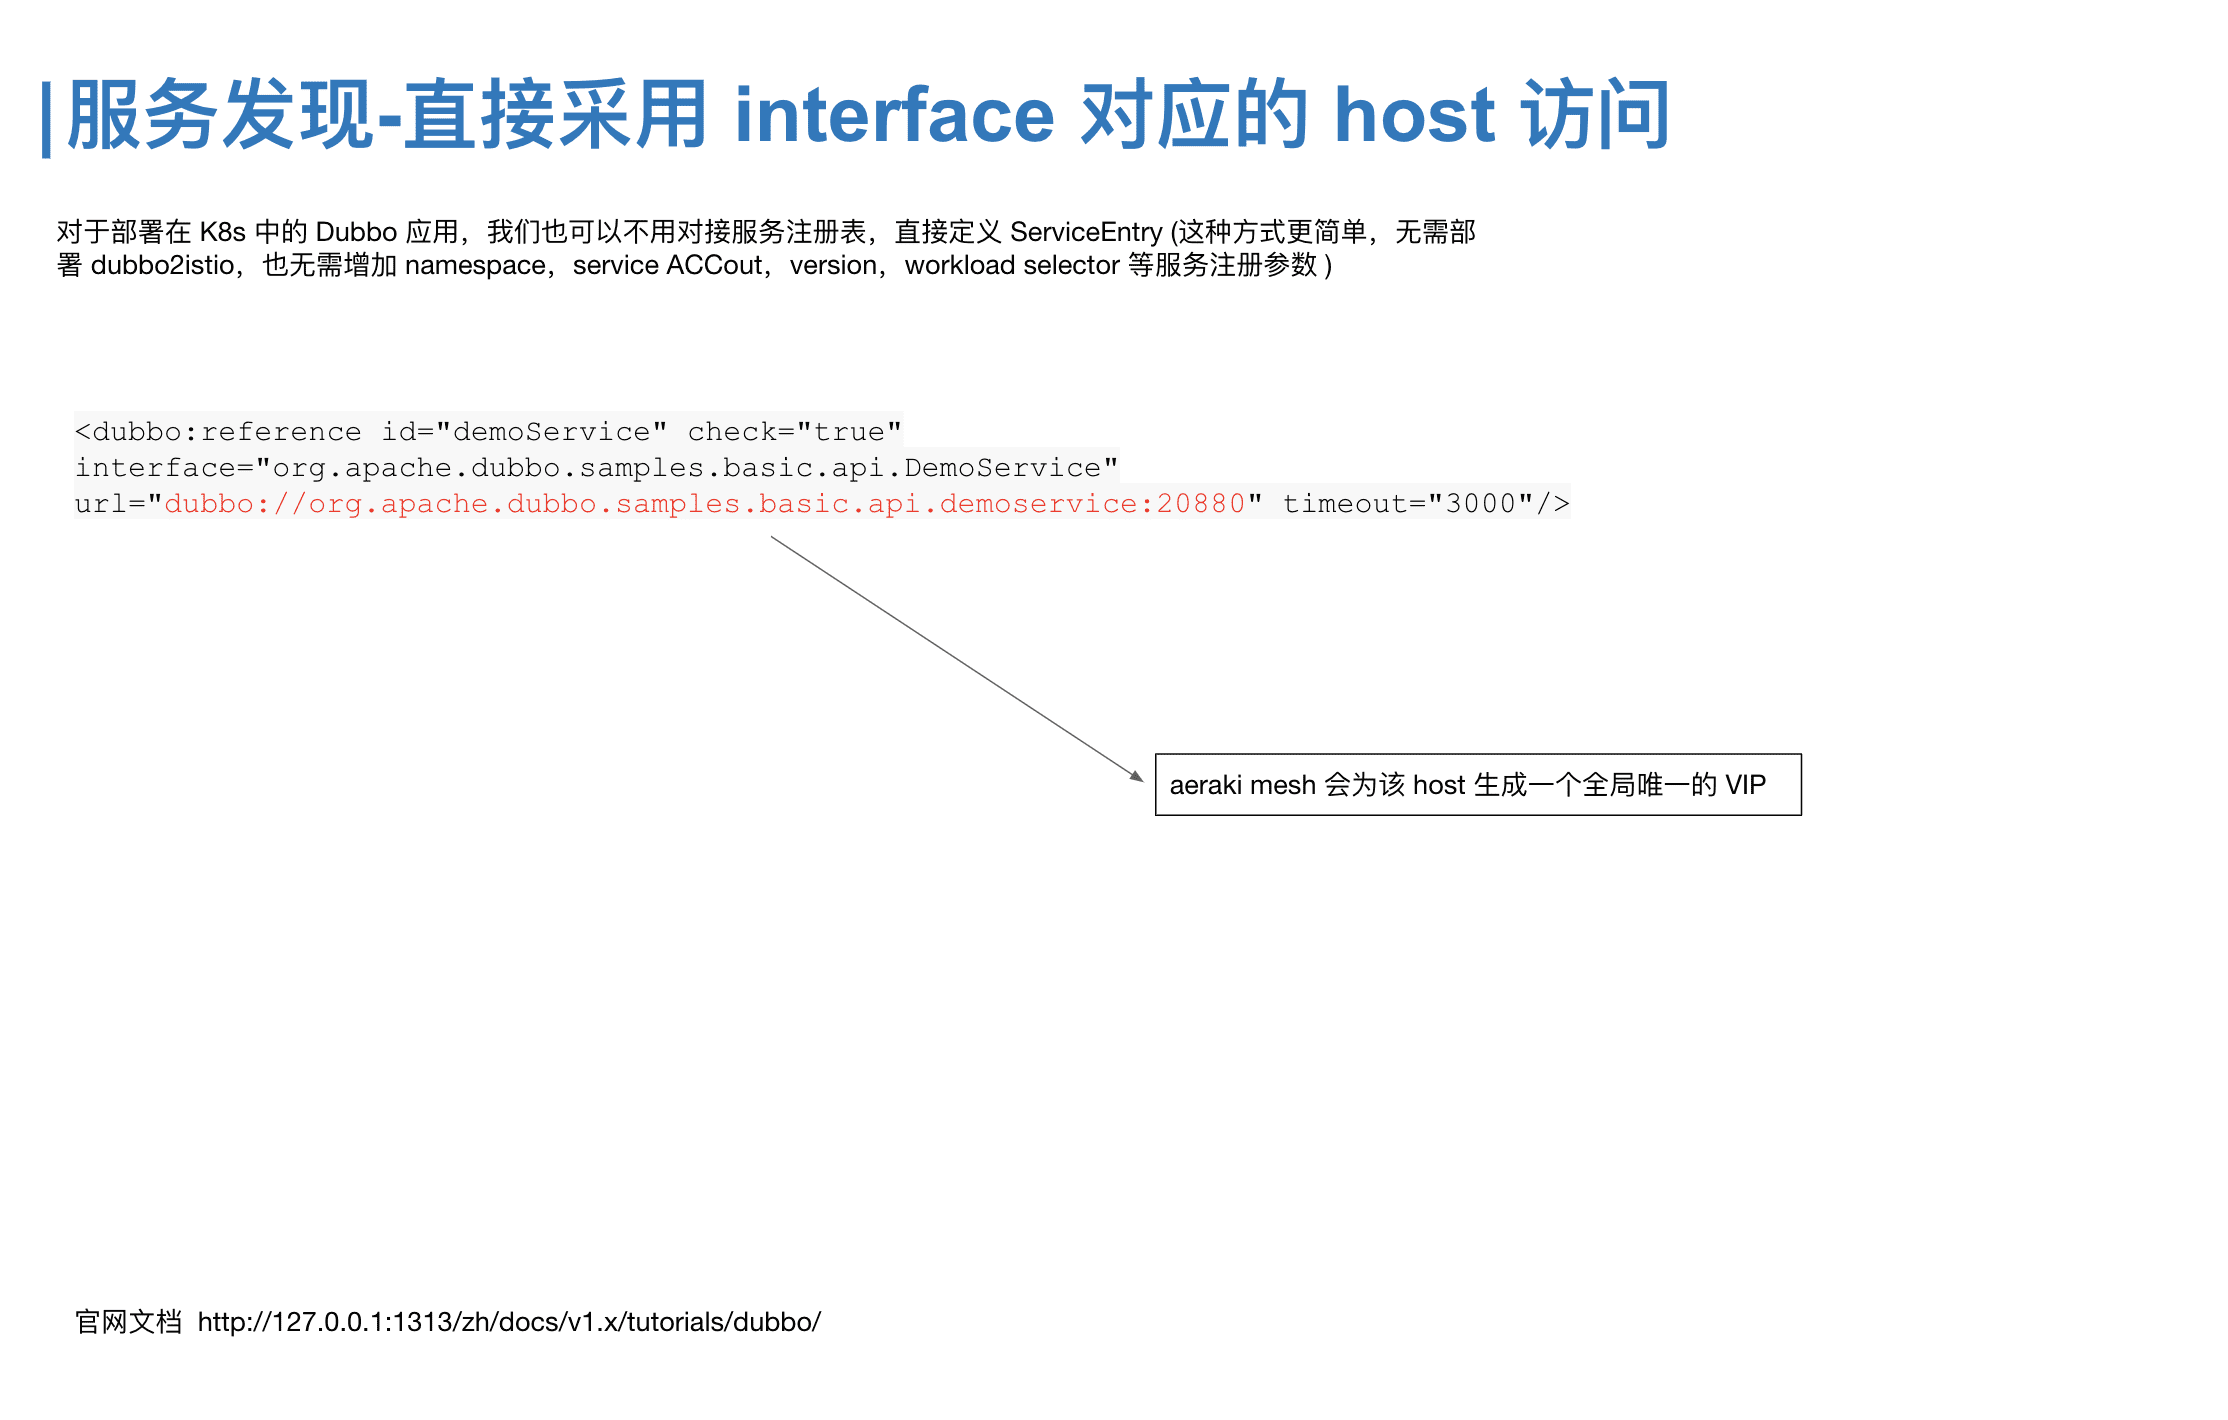 服务发现-直接采用 interface 对应的 host 访问
对于部署在 K8s 中的 Dubbo 应用，我们也可以不用对接服务注册表，直接定义 ServiceEntry (这种方式更简单，无需部
署 dubbo2istio，也无需增加 namespace，service ACCout，version，workload selector 等服务注册参数 )
<dubbo:reference id="demoService" check="true"
interface="org.apache.dubbo.samples.basic.api.DemoService"
url="dubbo://org.apache.dubbo.samples.basic.api.demoservice:20880" timeout="3000"/>
aeraki mesh 会为该 host 生成一个全局唯一的 VIP
官网文档  http://127.0.0.1:1313/zh/docs/v1.x/tutorials/dubbo/